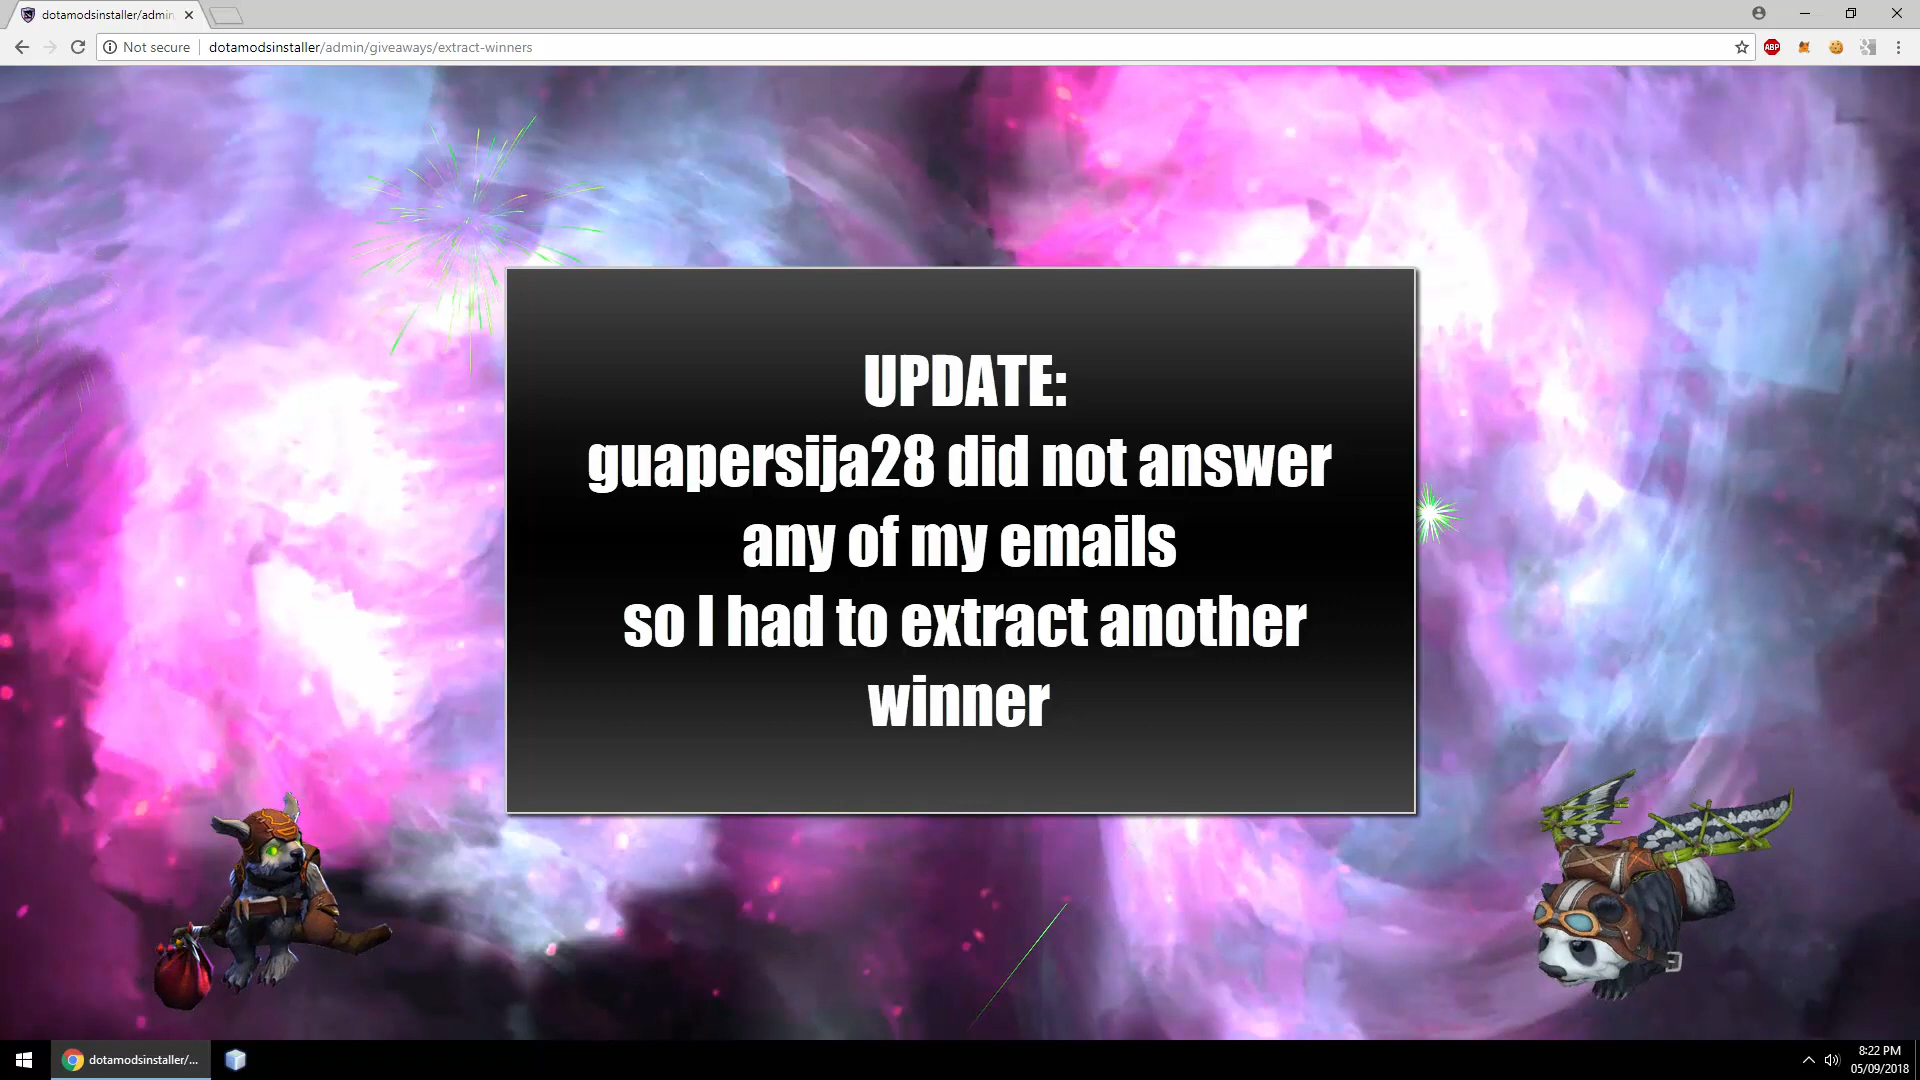 dotamodsinstaller/admin
Not secure
dotamodsinstaller/admin/giveaways/extract-winners
ABP
UPDATE:
guapersija28 did not answer
any of my emails
so I had to extract another
winner
dotamodsinstaller/...
8:22 PM
05/09/2018